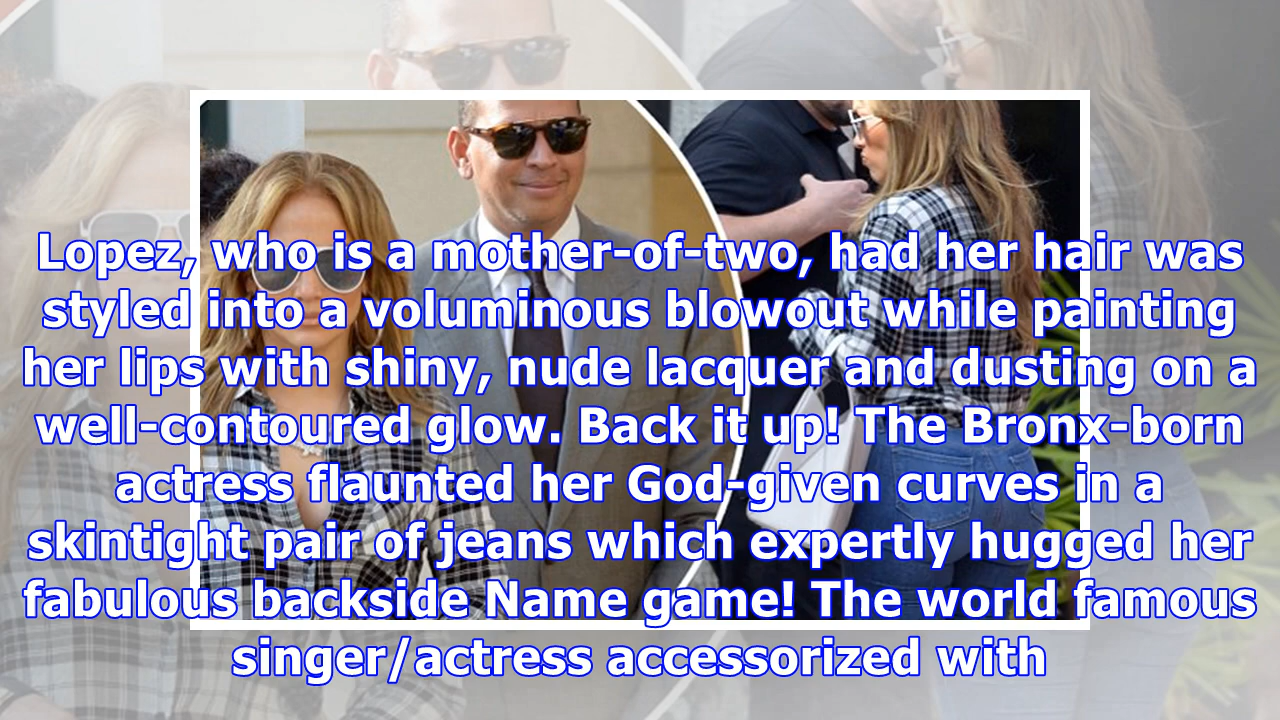 Lopez, who is a mother-of-two, had her hair was
styled into a voluminous blowout while painting
her lips with shiny, nude lacquer and dusting on a
well-contoured glow. Back it up! The Bronx-born
actress flaunted her God-given curves in a
skintight pair of jeans which expertly hugged her
fabulous backside Name game! The world famous
singer/actress accessorized with